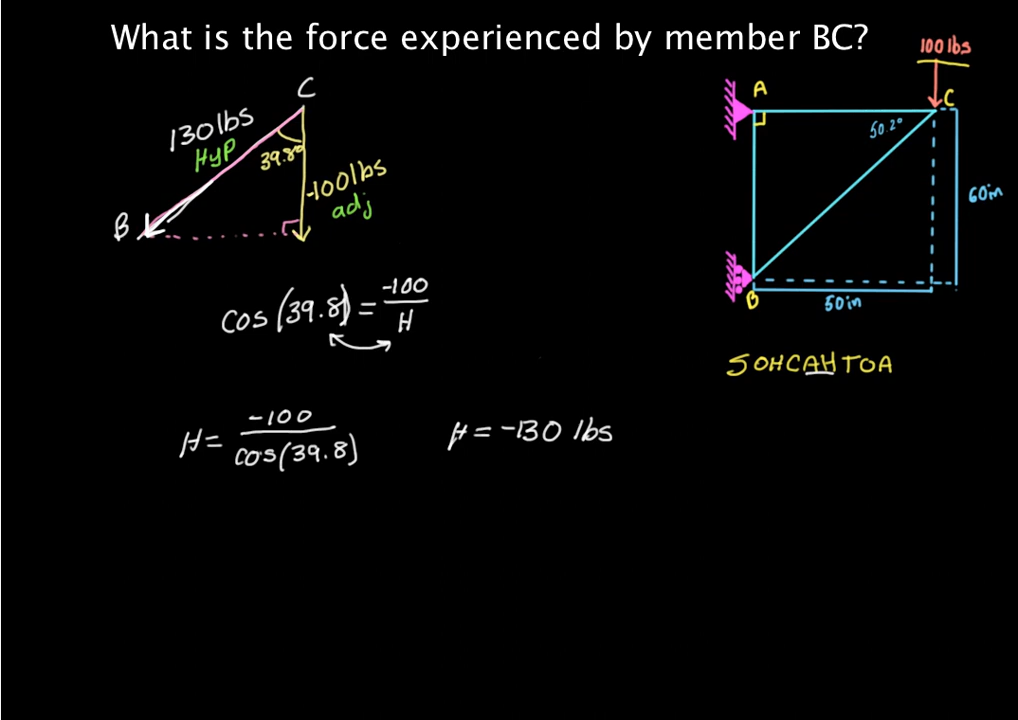 What is the force experienced by member BC?
C
130 lbs
HYP
39.8°
-100 lbs
adj
B
cos(39.8) = -100/H
H = -100/cos(39.8)
H = -130 lbs
100 lbs
A
C
50.2°
60in
B
50in
SOHCAHTOA